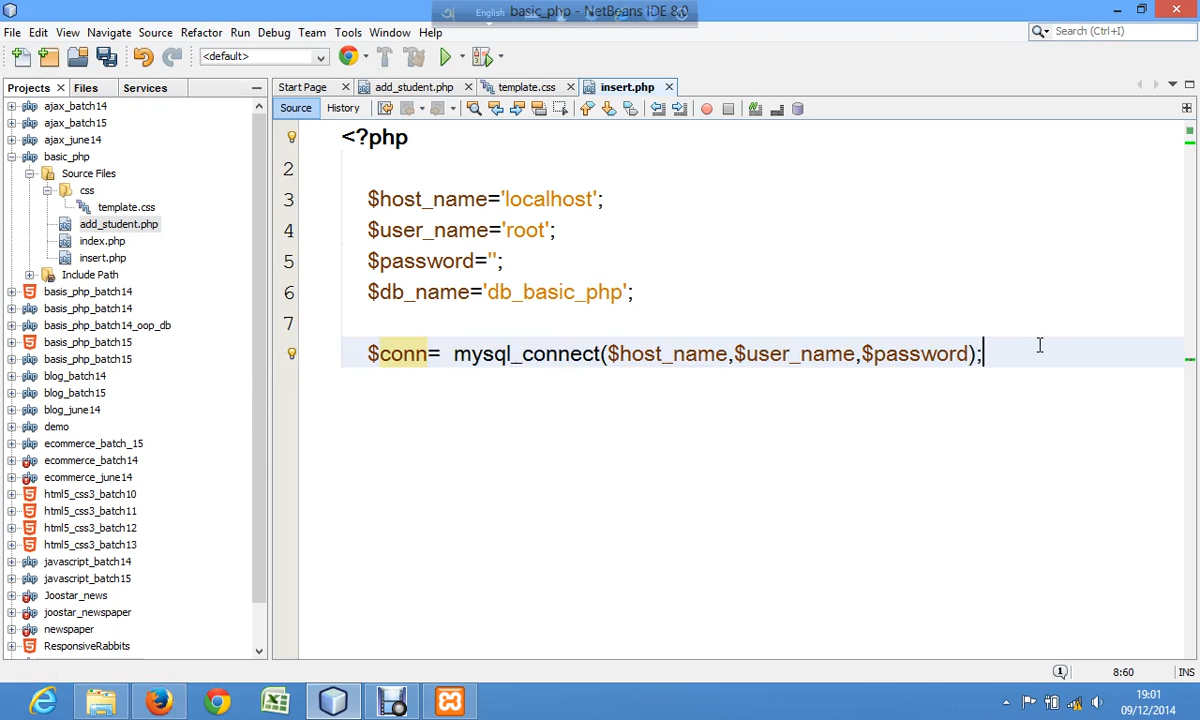 English
basic_php - NetBeans IDE 8.0
File Edit View Navigate Source Refactor Run Debug Team Tools Window Help
Search (Ctrl+I)
<default>
Projects Files Services
Start Page add_student.php template.css insert.php
Source History
ajax_batch14
ajax_batch15
ajax_june14
basic_php
Source Files
css
template.css
add_student.php
index.php
insert.php
Include Path
basis_php_batch14
basis_php_batch14
basis_php_batch14_oop_db
basis_php_batch15
basis_php_batch15
blog_batch14
blog_june14
demo
ecommerce_batch_15
ecommerce_batch14
ecommerce_june14
html5_css3_batch10
html5_css3_batch11
html5_css3_batch12
html5_css3_batch13
javascript_batch14
javascript_batch15
Joostar_news
joostar_newspaper
newspaper
ResponsiveRabbits
<?php
2
3 $host_name='localhost';
4 $user_name='root';
5 $password='';
6 $db_name='db_basic_php';
7
$conn= mysql_connect($host_name,$user_name,$password);
1
8:60
INS
19:01
09/12/2014